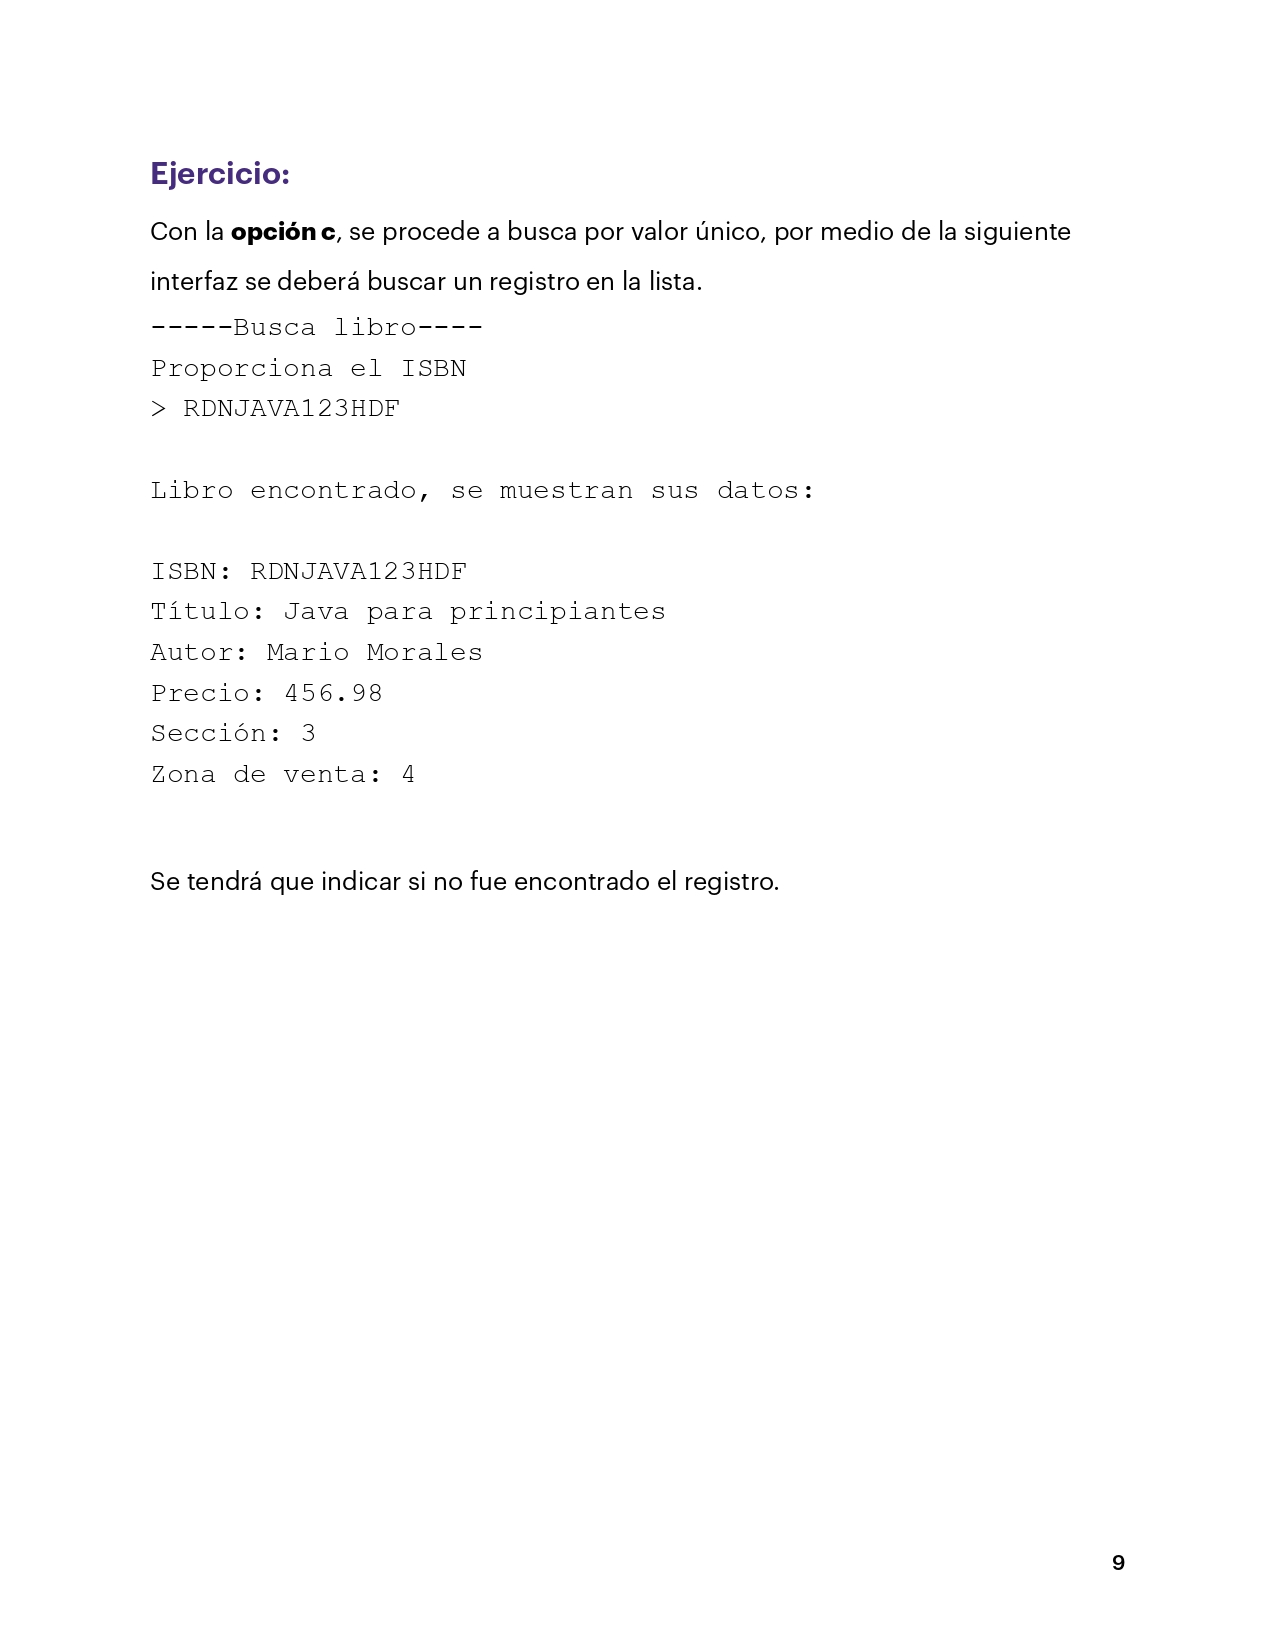 Ejercicio:
Con la opción c, se procede a busca por valor único, por medio de la siguiente
interfaz se deberá buscar un registro en la lista.
-----Busca libro----
Proporciona el ISBN
> RDNJAVA123HDF
Libro encontrado, se muestran sus datos:
ISBN: RDNJAVA123HDF
Título: Java para principiantes
Autor: Mario Morales
Precio: 456.98
Sección: 3
Zona de venta: 4
Se tendrá que indicar si no fue encontrado el registro.
9